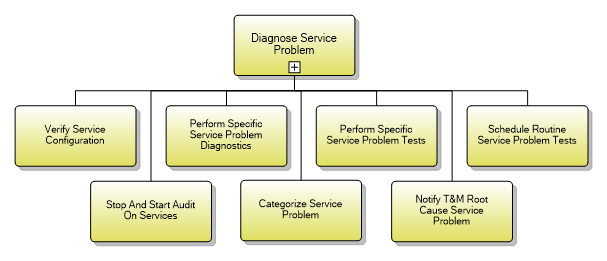 Diagnose Service
Problem
Verify Service
Configuration
Perform Specific
Service Problem
Diagnostics
Perform Specific
Service Problem Tests
Schedule Routine
Service Problem Tests
Stop And Start Audit
On Services
Categorize Service
Problem
Notify T&M Root
Cause Service
Problem